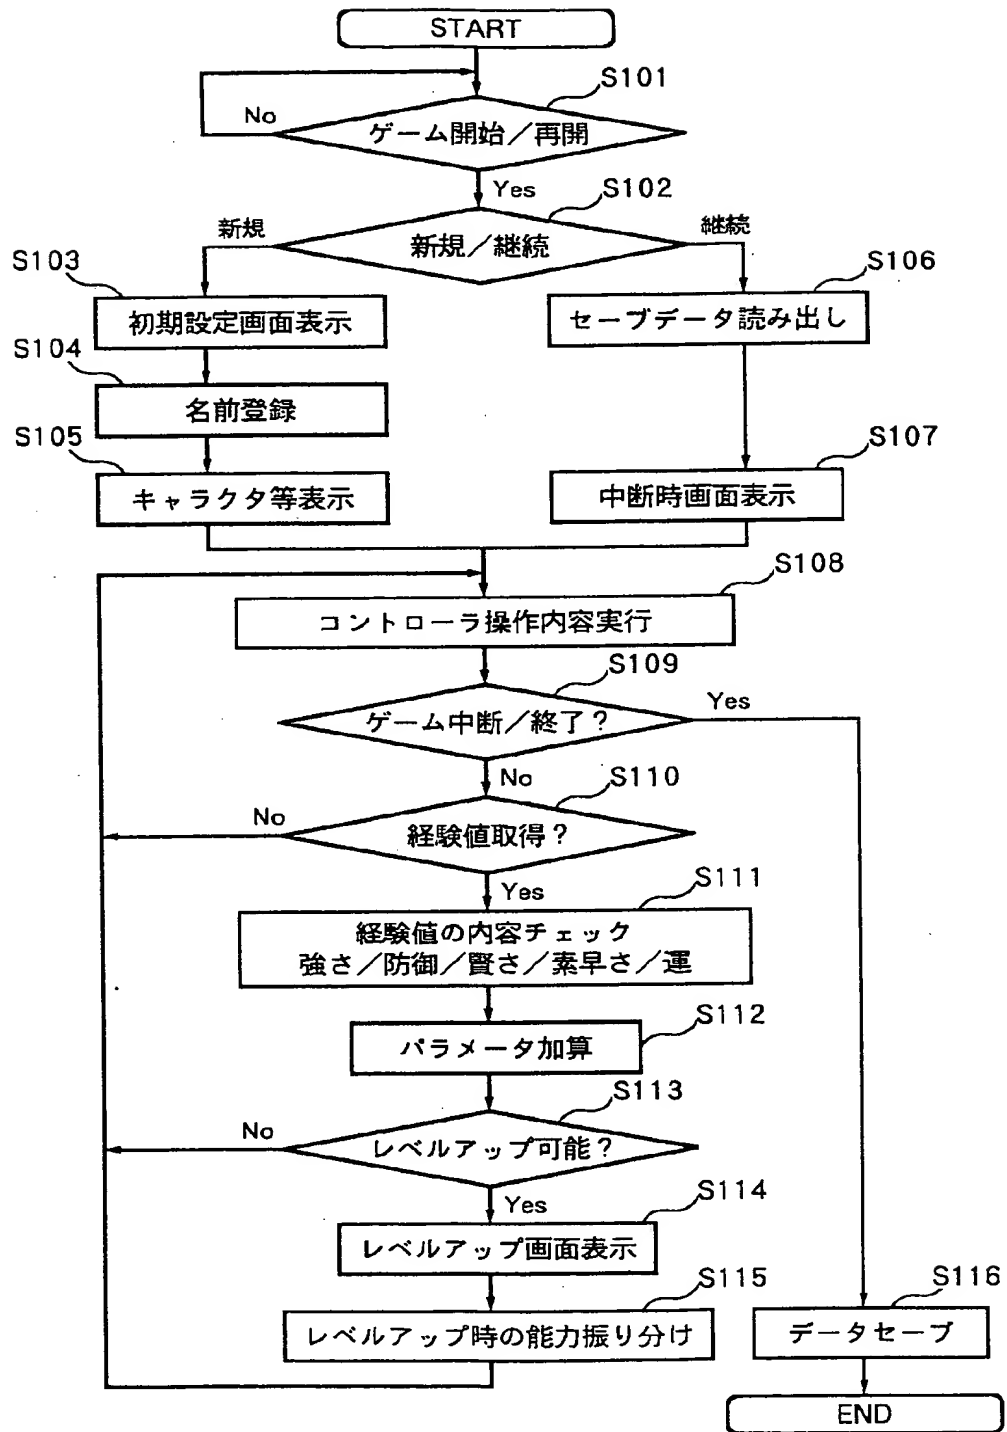 START
S101
No
ゲーム開始／再開
Yes
S102
新規
新規／継続
継続
S103
初期設定画面表示
S106
セーブデータ読み出し
S104
名前登録
S105
キャラクタ等表示
S107
中断時画面表示
S108
コントローラ操作内容実行
S109
ゲーム中断／終了？
Yes
No
S110
No
経験値取得？
Yes
S111
経験値の内容チェック
強さ／防御／賢さ／素早さ／運
S112
パラメータ加算
S113
No
レベルアップ可能？
Yes
S114
レベルアップ画面表示
S115
レベルアップ時の能力振り分け
S116
データセーブ
END